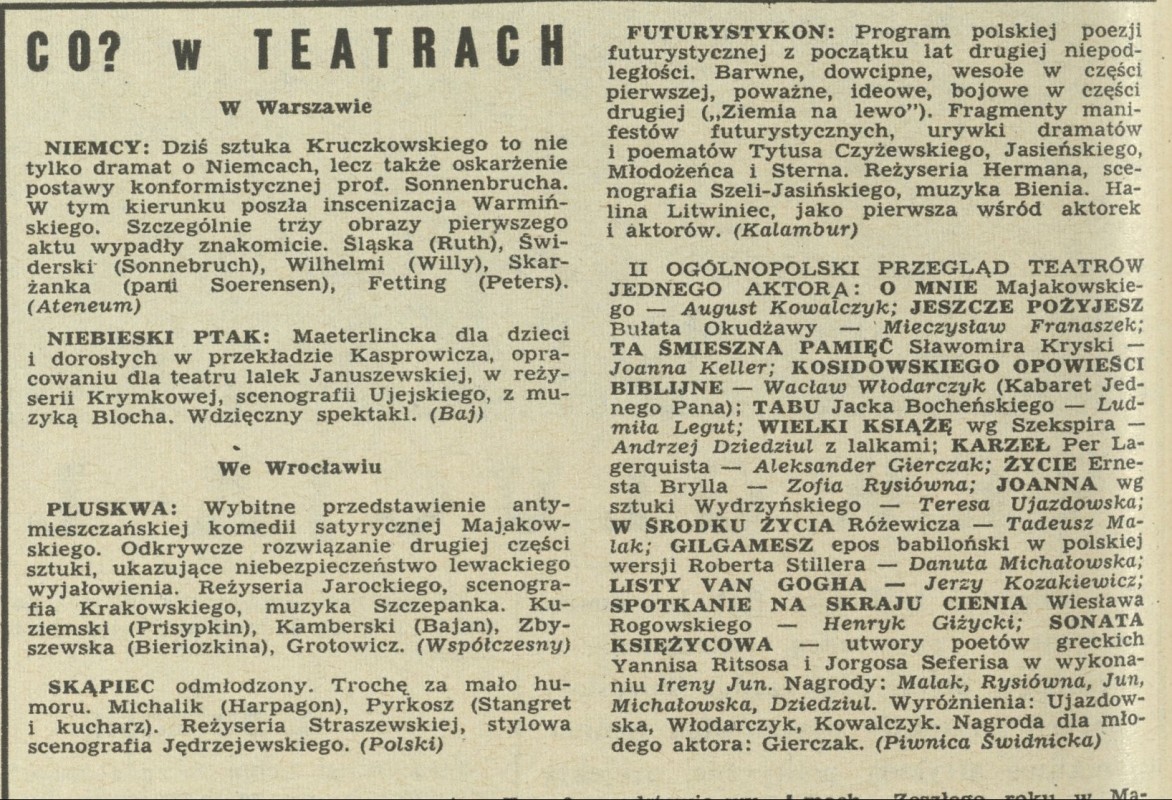 CO? w TEATRACH
W Warszawie
NIEMCY: Dziś sztuka Kruczkowskiego to nie
tylko dramat o Niemcach, lecz także oskarżenie
postawy konformistycznej prof. Sonnenbrucha.
W tym kierunku poszła inscenizacja Warmiń-
skiego. Szczególnie trzy obrazy pierwszego
aktu wypadły znakomicie. Śląska (Ruth), Świ-
derski (Sonnebruch), Wilhelmi (Willy), Skar-
żanka (pani Soerensen), Fetting (Peters).
(Ateneum)
NIEBIESKI PTAK: Maeterlincka dla dzieci
i dorosłych w przekładzie Kasprowicza, opra-
cowaniu dla teatru lalek Januszewskiej, w reży-
serii Krymkowej, scenografii Ujejskiego, z mu-
zyką Blocha. Wdzięczny spektakl. (Baj)
We Wrocławiu
PLUSKWA: Wybitne przedstawienie anty-
mieszczańskiej komedii satyrycznej Majakow-
skiego. Odkrywcze rozwiązanie drugiej części
sztuki, ukazujące niebezpieczeństwo lewackiego
wyjałowienia. Reżyseria Jarockiego, scenogra-
fia Krakowskiego, muzyka Szczepanka. Ku-
ziemski (Prisypkin), Kamberski (Bajan), Zby-
szewska (Bieriozkina), Grotowicz. (Współczesny)
SKĄPIEC odmłodzony. Trochę za mało hu-
moru. Michalik (Harpagon), Pyrkosz (Stangret
i kucharz). Reżyseria Straszewskiej, stylowa
scenografia Jędrzejewskiego. (Polski)
FUTURYSTYKON: Program polskiej poezji
futurystycznej z początku lat drugiej niepod-
ległości. Barwne, dowcipne, wesołe w części
pierwszej, poważne, ideowe, bojowe w części
drugiej („Ziemia na lewo”). Fragmenty mani-
festów futurystycznych, urywki dramatów
i poematów Tytusa Czyżewskiego, Jasieńskiego,
Młodożeńca i Sterna. Reżyseria Hermana, sce-
nografia Szeli-Jasińskiego, muzyka Bienia. Ha-
lina Litwiniec, jako pierwsza wśród aktorek
i aktorów. (Kalambur)
II OGÓLNOPOLSKI PRZEGLĄD TEATRÓW
JEDNEGO AKTORA: O MNIE Majakowskie-
go — August Kowalczyk; JESZCZE POŻYJESZ
Bułata Okudżawy — Mieczysław Franaszek;
TA ŚMIESZNA PAMIĘĆ Sławomira Kryski —
Joanna Keller; KOSIDOWSKIEGO OPOWIEŚCI
BIBLIJNE — Wacław Włodarczyk (Kabaret Jed-
nego Pana); TABU Jacka Bocheńskiego — Lud-
miła Legut; WIELKI KSIĄŻĘ wg Szekspira —
Andrzej Dziedziul z lalkami; KARZEŁ Per La-
gerquista — Aleksander Gierczak; ŻYCIE Erne-
sta Brylla — Zofia Rysiówna; JOANNA wg
sztuki Wydrzyńskiego — Teresa Ujazdowska;
W ŚRODKU ŻYCIA Różewicza — Tadeusz Ma-
lak; GILGAMESZ epos babiloński w polskiej
wersji Roberta Stillera — Danuta Michałowska;
LISTY VAN GOGHA — Jerzy Kozakiewicz;
SPOTKANIE NA SKRAJU CIENIA Wiesława
Rogowskiego — Henryk Giżycki; SONATA
KSIĘŻYCOWA — utwory poetów greckich
Yannisa Ritsosa i Jorgosa Seferisa w wykona-
niu Ireny Jun. Nagrody: Malak, Rysiówna, Jun,
Michałowska, Dziedziul. Wyróżnienia: Ujazdow-
ska, Włodarczyk, Kowalczyk. Nagroda dla mło-
dego aktora: Gierczak. (Piwnica Świdnicka)
Zeszłego roku w Ma-